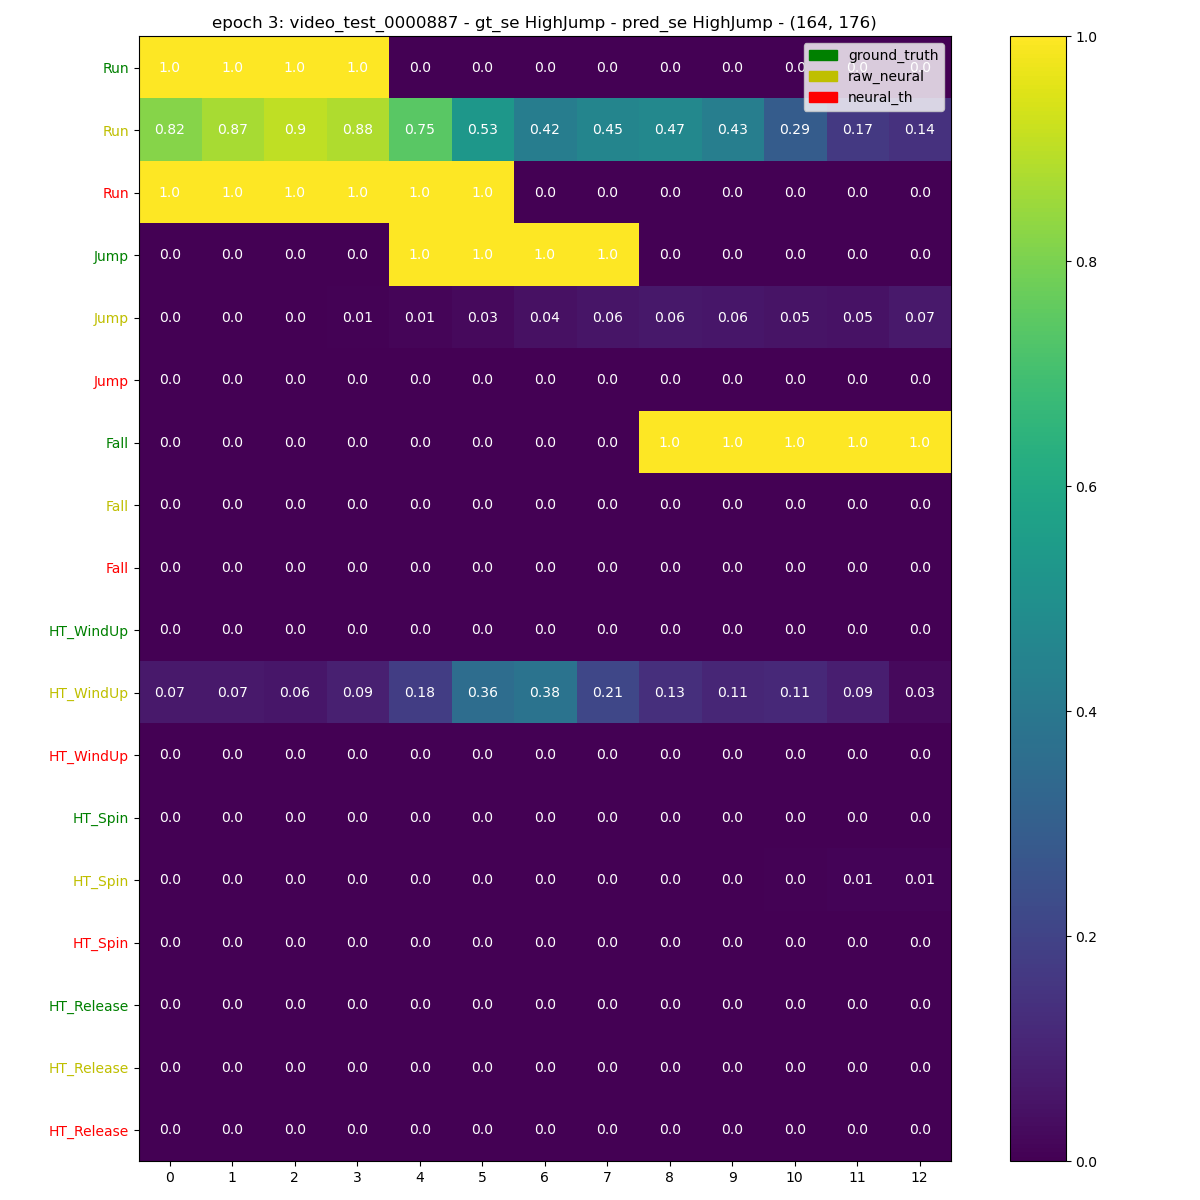 epoch 3: video_test_0000887 - gt_se HighJump - pred_se HighJump - (164, 176)
ground_truth
raw_neural
neural_th
Run 1.0 1.0 1.0 1.0 0.0 0.0 0.0 0.0 0.0 0.0 0.0 0.0 0.0
Run 0.82 0.87 0.9 0.88 0.75 0.53 0.42 0.45 0.47 0.43 0.29 0.17 0.14
Run 1.0 1.0 1.0 1.0 1.0 1.0 0.0 0.0 0.0 0.0 0.0 0.0 0.0
Jump 0.0 0.0 0.0 0.0 1.0 1.0 1.0 1.0 0.0 0.0 0.0 0.0 0.0
Jump 0.0 0.0 0.0 0.01 0.01 0.03 0.04 0.06 0.06 0.06 0.05 0.05 0.07
Jump 0.0 0.0 0.0 0.0 0.0 0.0 0.0 0.0 0.0 0.0 0.0 0.0 0.0
Fall 0.0 0.0 0.0 0.0 0.0 0.0 0.0 0.0 1.0 1.0 1.0 1.0 1.0
Fall 0.0 0.0 0.0 0.0 0.0 0.0 0.0 0.0 0.0 0.0 0.0 0.0 0.0
Fall 0.0 0.0 0.0 0.0 0.0 0.0 0.0 0.0 0.0 0.0 0.0 0.0 0.0
HT_WindUp 0.0 0.0 0.0 0.0 0.0 0.0 0.0 0.0 0.0 0.0 0.0 0.0 0.0
HT_WindUp 0.07 0.07 0.06 0.09 0.18 0.36 0.38 0.21 0.13 0.11 0.11 0.09 0.03
HT_WindUp 0.0 0.0 0.0 0.0 0.0 0.0 0.0 0.0 0.0 0.0 0.0 0.0 0.0
HT_Spin 0.0 0.0 0.0 0.0 0.0 0.0 0.0 0.0 0.0 0.0 0.0 0.0 0.0
HT_Spin 0.0 0.0 0.0 0.0 0.0 0.0 0.0 0.0 0.0 0.0 0.0 0.01 0.01
HT_Spin 0.0 0.0 0.0 0.0 0.0 0.0 0.0 0.0 0.0 0.0 0.0 0.0 0.0
HT_Release 0.0 0.0 0.0 0.0 0.0 0.0 0.0 0.0 0.0 0.0 0.0 0.0 0.0
HT_Release 0.0 0.0 0.0 0.0 0.0 0.0 0.0 0.0 0.0 0.0 0.0 0.0 0.0
HT_Release 0.0 0.0 0.0 0.0 0.0 0.0 0.0 0.0 0.0 0.0 0.0 0.0 0.0
0 1 2 3 4 5 6 7 8 9 10 11 12
1.0
0.8
0.6
0.4
0.2
0.0